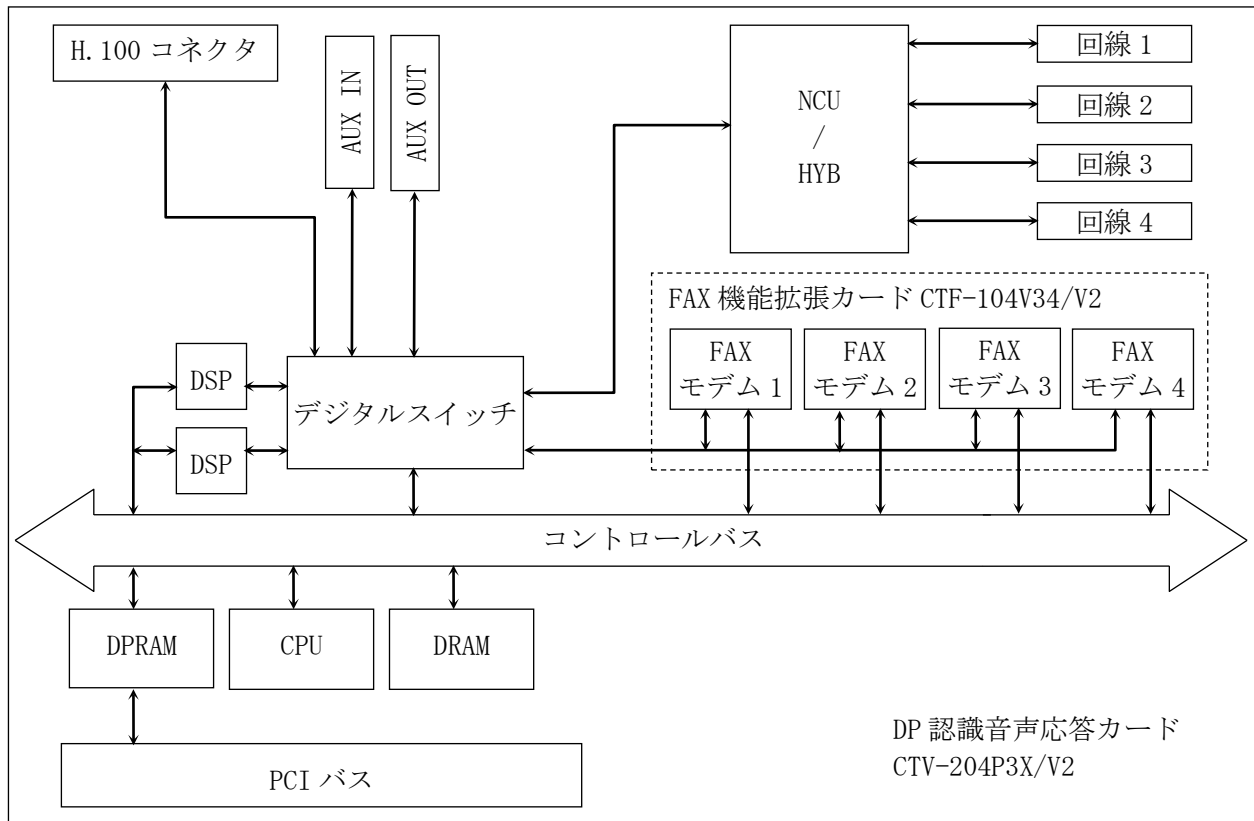 H.100 コネクタ
AUX IN
AUX OUT
NCU
/
HYB
回線 1
回線 2
回線 3
回線 4
FAX 機能拡張カード CTF-104V34/V2
FAX
モデム 1
FAX
モデム 2
FAX
モデム 3
FAX
モデム 4
DSP
DSP
デジタルスイッチ
コントロールバス
DPRAM
CPU
DRAM
PCI バス
DP 認識音声応答カード
CTV-204P3X/V2